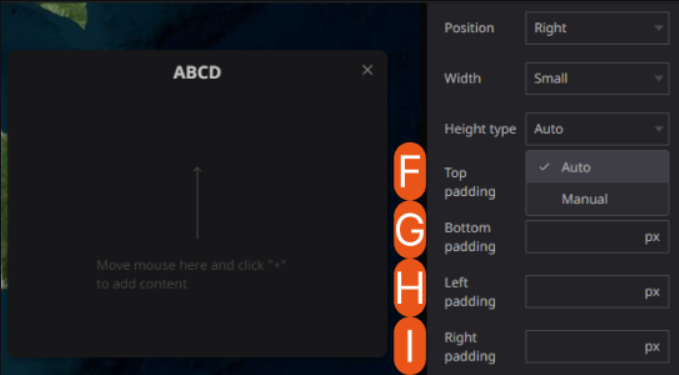 ABCD
×
Move mouse here and click "+"
to add content
F
G
H
I
Position
Right
Width
Small
Height type
Auto
Auto
Manual
Top
padding
Bottom
padding
px
Left
padding
px
Right
padding
px